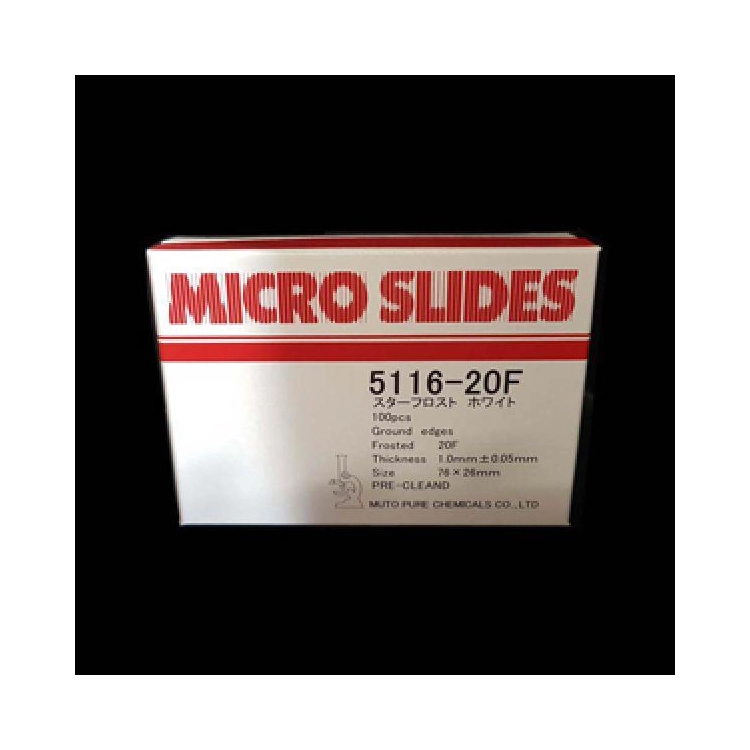 MICRO SLIDES
5116-20F
スターフロスト ホワイト
100pcs
Ground edges
Frosted 20F
Thickness 1.0mm±0.05mm
Size 76×26mm
PRE-CLEAND
MUTO PURE CHEMICALS CO.,LTD